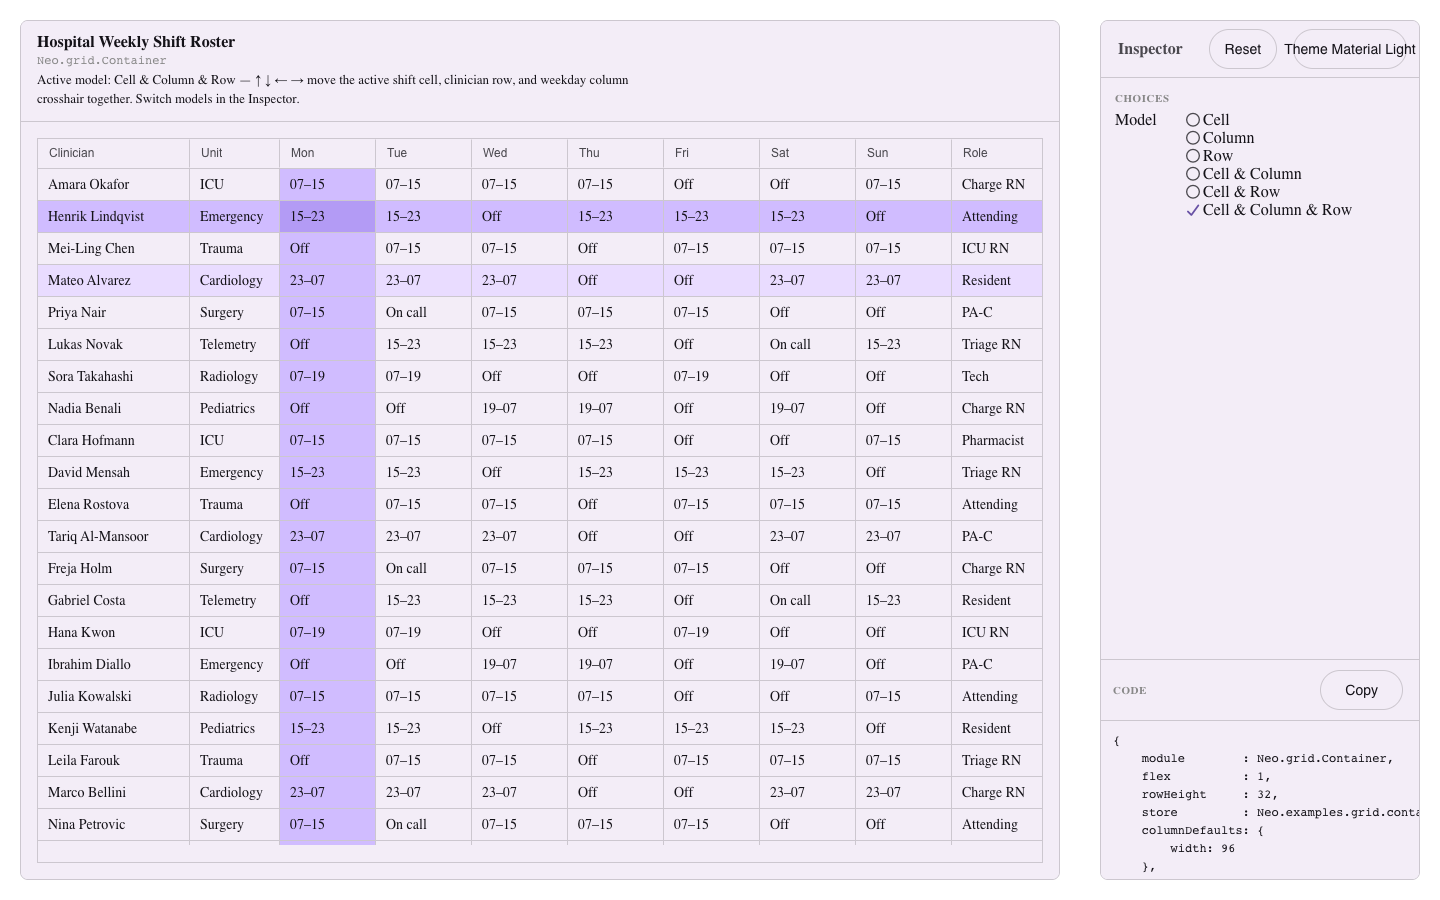 Hospital Weekly Shift Roster
Neo.grid.Container
Active model: Cell & Column & Row — ↑ ↓ ← → move the active shift cell, clinician row, and weekday column
crosshair together. Switch models in the Inspector.
Clinician Unit Mon Tue Wed Thu Fri Sat Sun Role
Amara Okafor ICU 07–15 07–15 07–15 07–15 Off Off 07–15 Charge RN
Henrik Lindqvist Emergency 15–23 15–23 Off 15–23 15–23 15–23 Off Attending
Mei-Ling Chen Trauma Off 07–15 07–15 Off 07–15 07–15 07–15 ICU RN
Mateo Alvarez Cardiology 23–07 23–07 23–07 Off Off 23–07 23–07 Resident
Priya Nair Surgery 07–15 On call 07–15 07–15 07–15 Off Off PA-C
Lukas Novak Telemetry Off 15–23 15–23 15–23 Off On call 15–23 Triage RN
Sora Takahashi Radiology 07–19 07–19 Off Off 07–19 Off Off Tech
Nadia Benali Pediatrics Off Off 19–07 19–07 Off 19–07 Off Charge RN
Clara Hofmann ICU 07–15 07–15 07–15 07–15 Off Off 07–15 Pharmacist
David Mensah Emergency 15–23 15–23 Off 15–23 15–23 15–23 Off Triage RN
Elena Rostova Trauma Off 07–15 07–15 Off 07–15 07–15 07–15 Attending
Tariq Al-Mansoor Cardiology 23–07 23–07 23–07 Off Off 23–07 23–07 PA-C
Freja Holm Surgery 07–15 On call 07–15 07–15 07–15 Off Off Charge RN
Gabriel Costa Telemetry Off 15–23 15–23 15–23 Off On call 15–23 Resident
Hana Kwon ICU 07–19 07–19 Off Off 07–19 Off Off ICU RN
Ibrahim Diallo Emergency Off Off 19–07 19–07 Off 19–07 Off PA-C
Julia Kowalski Radiology 07–15 07–15 07–15 07–15 Off Off 07–15 Attending
Kenji Watanabe Pediatrics 15–23 15–23 Off 15–23 15–23 15–23 Off Resident
Leila Farouk Trauma Off 07–15 07–15 Off 07–15 07–15 07–15 Triage RN
Marco Bellini Cardiology 23–07 23–07 23–07 Off Off 23–07 23–07 Charge RN
Nina Petrovic Surgery 07–15 On call 07–15 07–15 07–15 Off Off Attending
Inspector Reset Theme Material Light
CHOICES
Model Cell
Column
Row
Cell & Column
Cell & Row
Cell & Column & Row
CODE Copy
{
module : Neo.grid.Container,
flex : 1,
rowHeight : 32,
store : Neo.examples.grid.conta
columnDefaults: {
width: 96
},